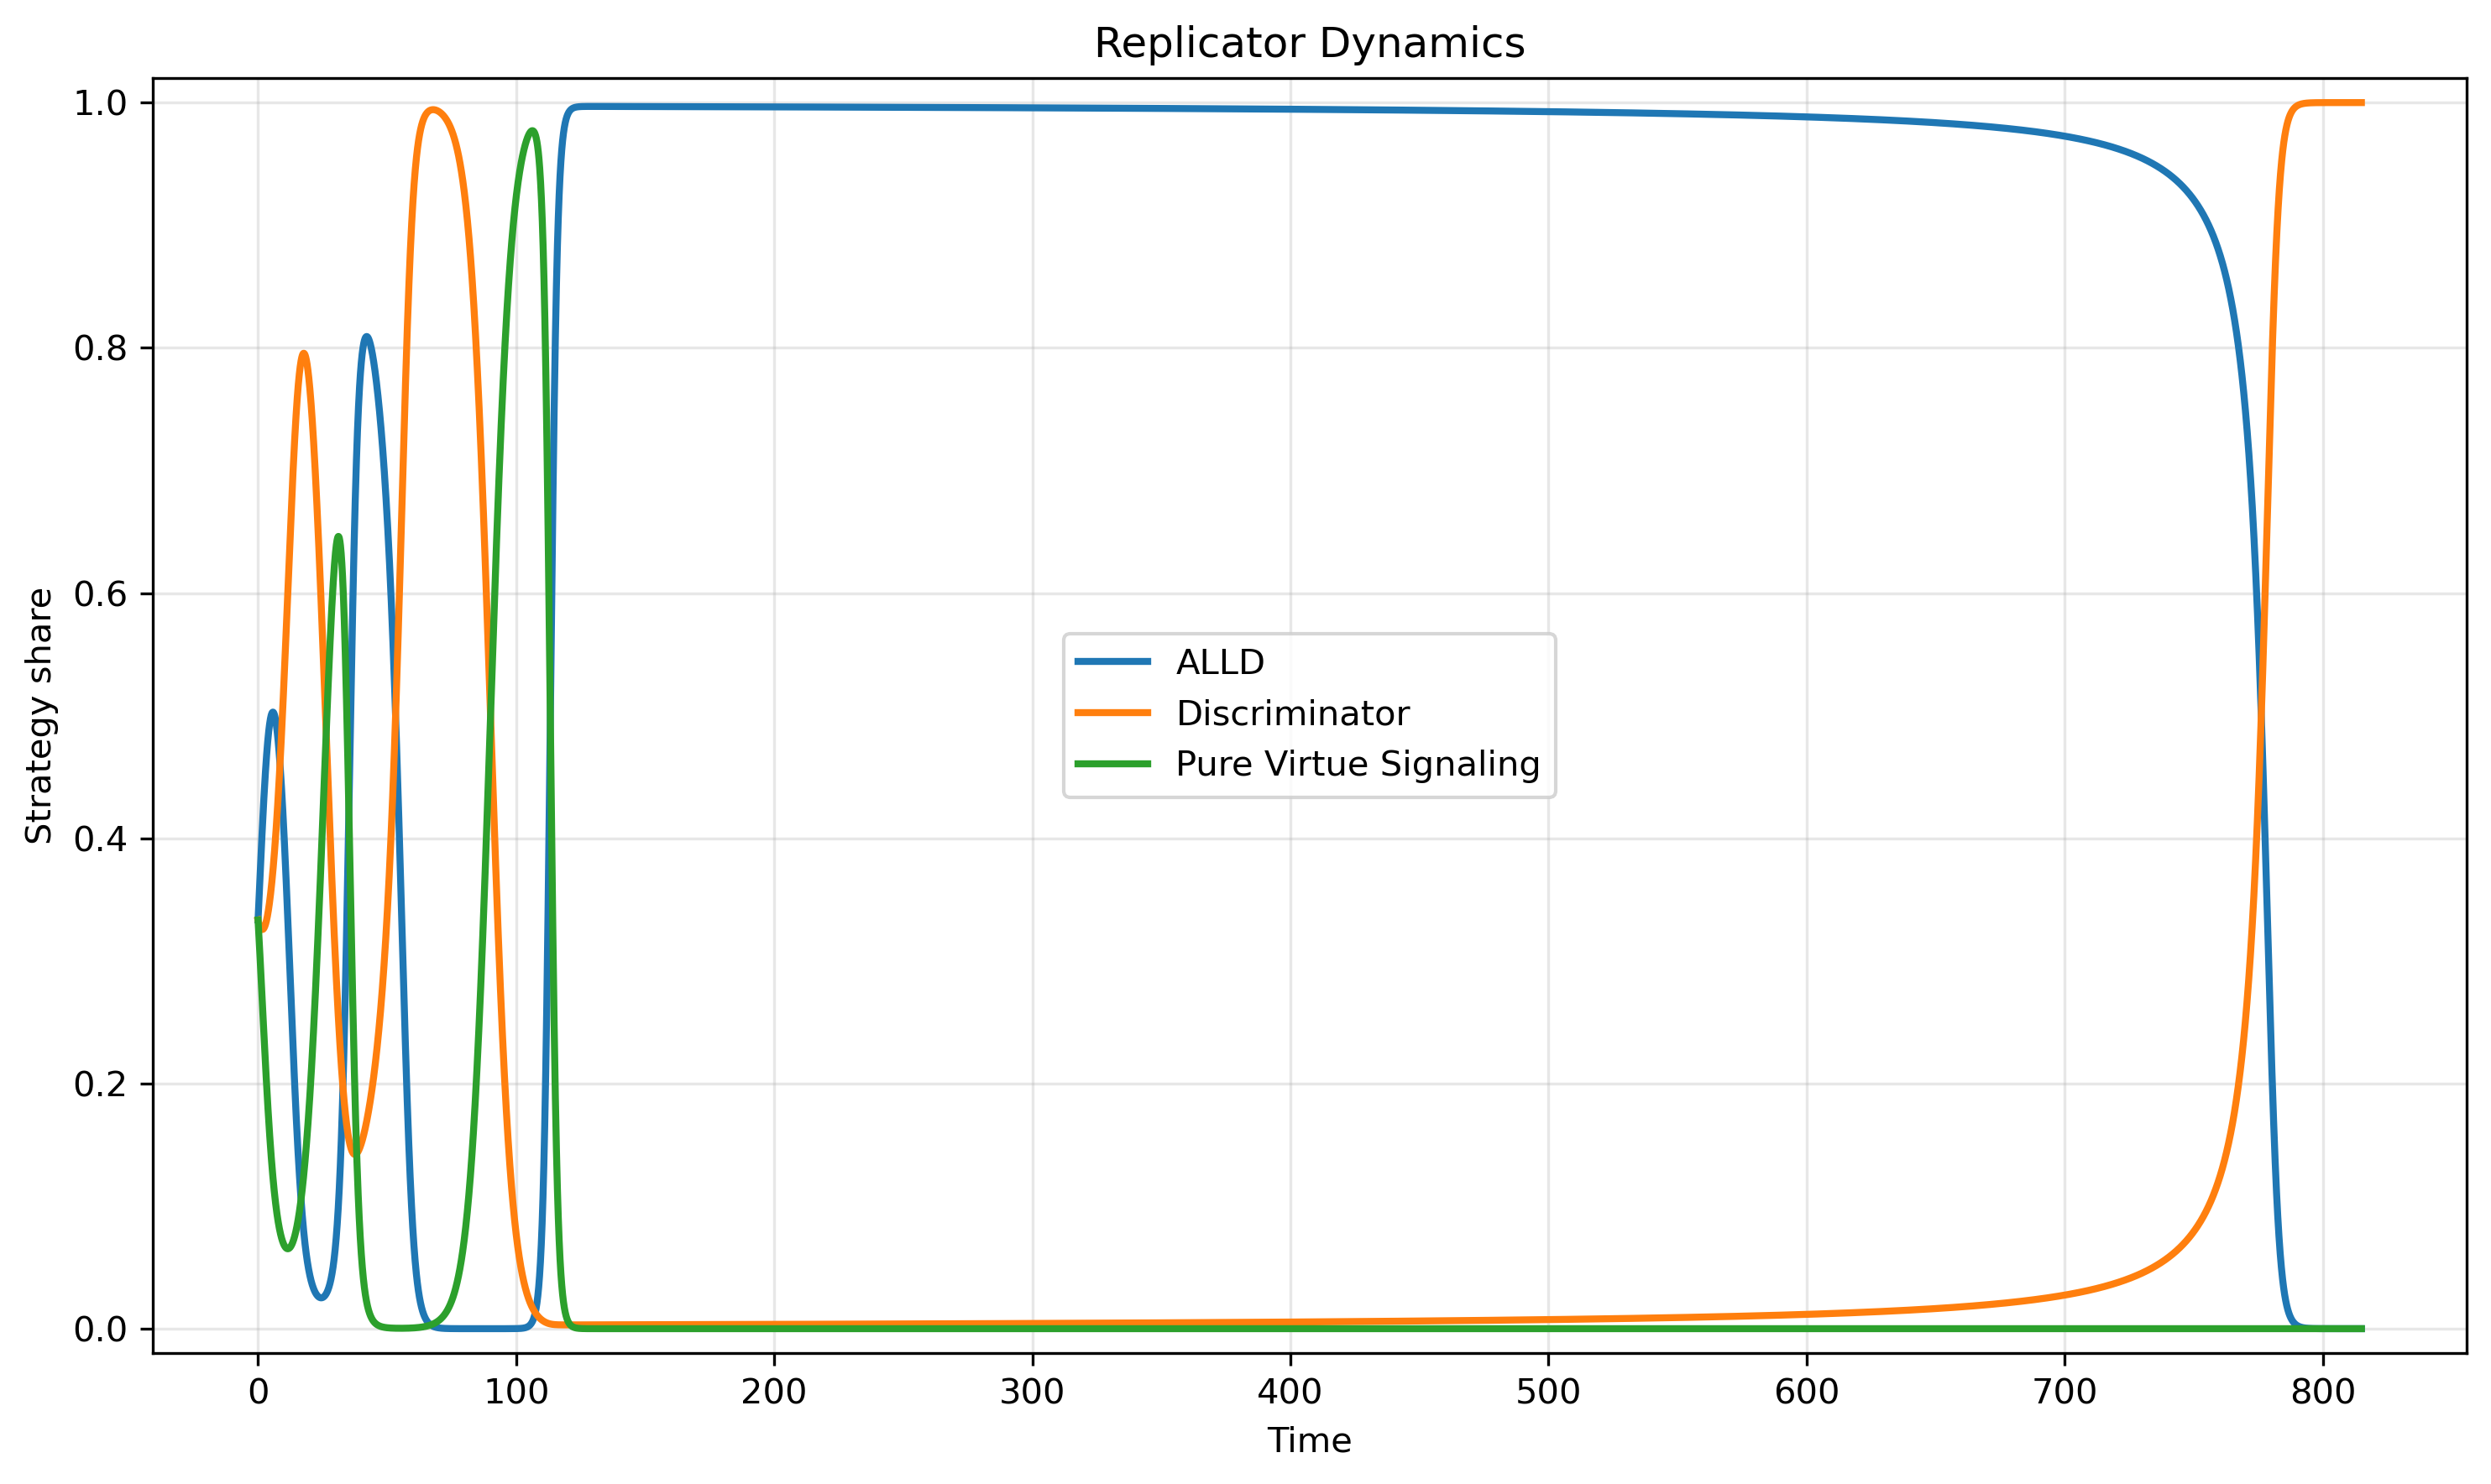 Replicator Dynamics
1.0
0.8
0.6
0.4
0.2
0.0
Strategy share
ALLD
Discriminator
Pure Virtue Signaling
0 100 200 300 400 500 600 700 800
Time